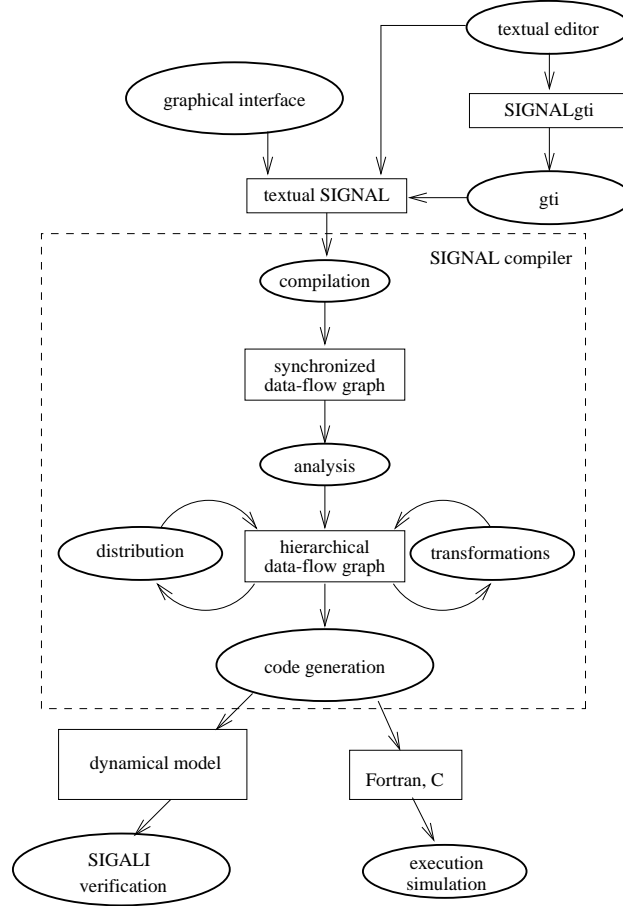 textual editor
graphical interface
SIGNALgti
textual SIGNAL
gti
SIGNAL compiler
compilation
synchronized
data-flow graph
analysis
distribution
hierarchical
data-flow graph
transformations
code generation
dynamical model
Fortran, C
SIGALI
verification
execution
simulation